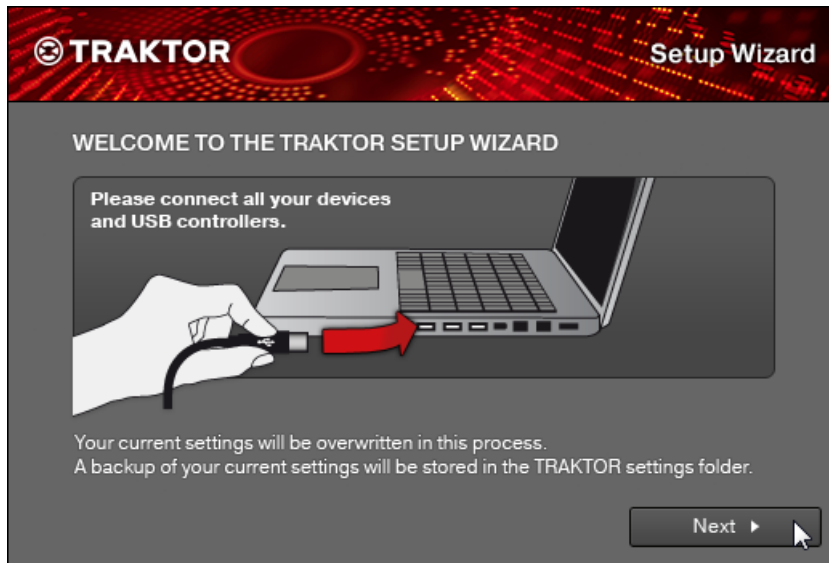 TRAKTOR
Setup Wizard
WELCOME TO THE TRAKTOR SETUP WIZARD
Please connect all your devices
and USB controllers.
Your current settings will be overwritten in this process.
A backup of your current settings will be stored in the TRAKTOR settings folder.
Next